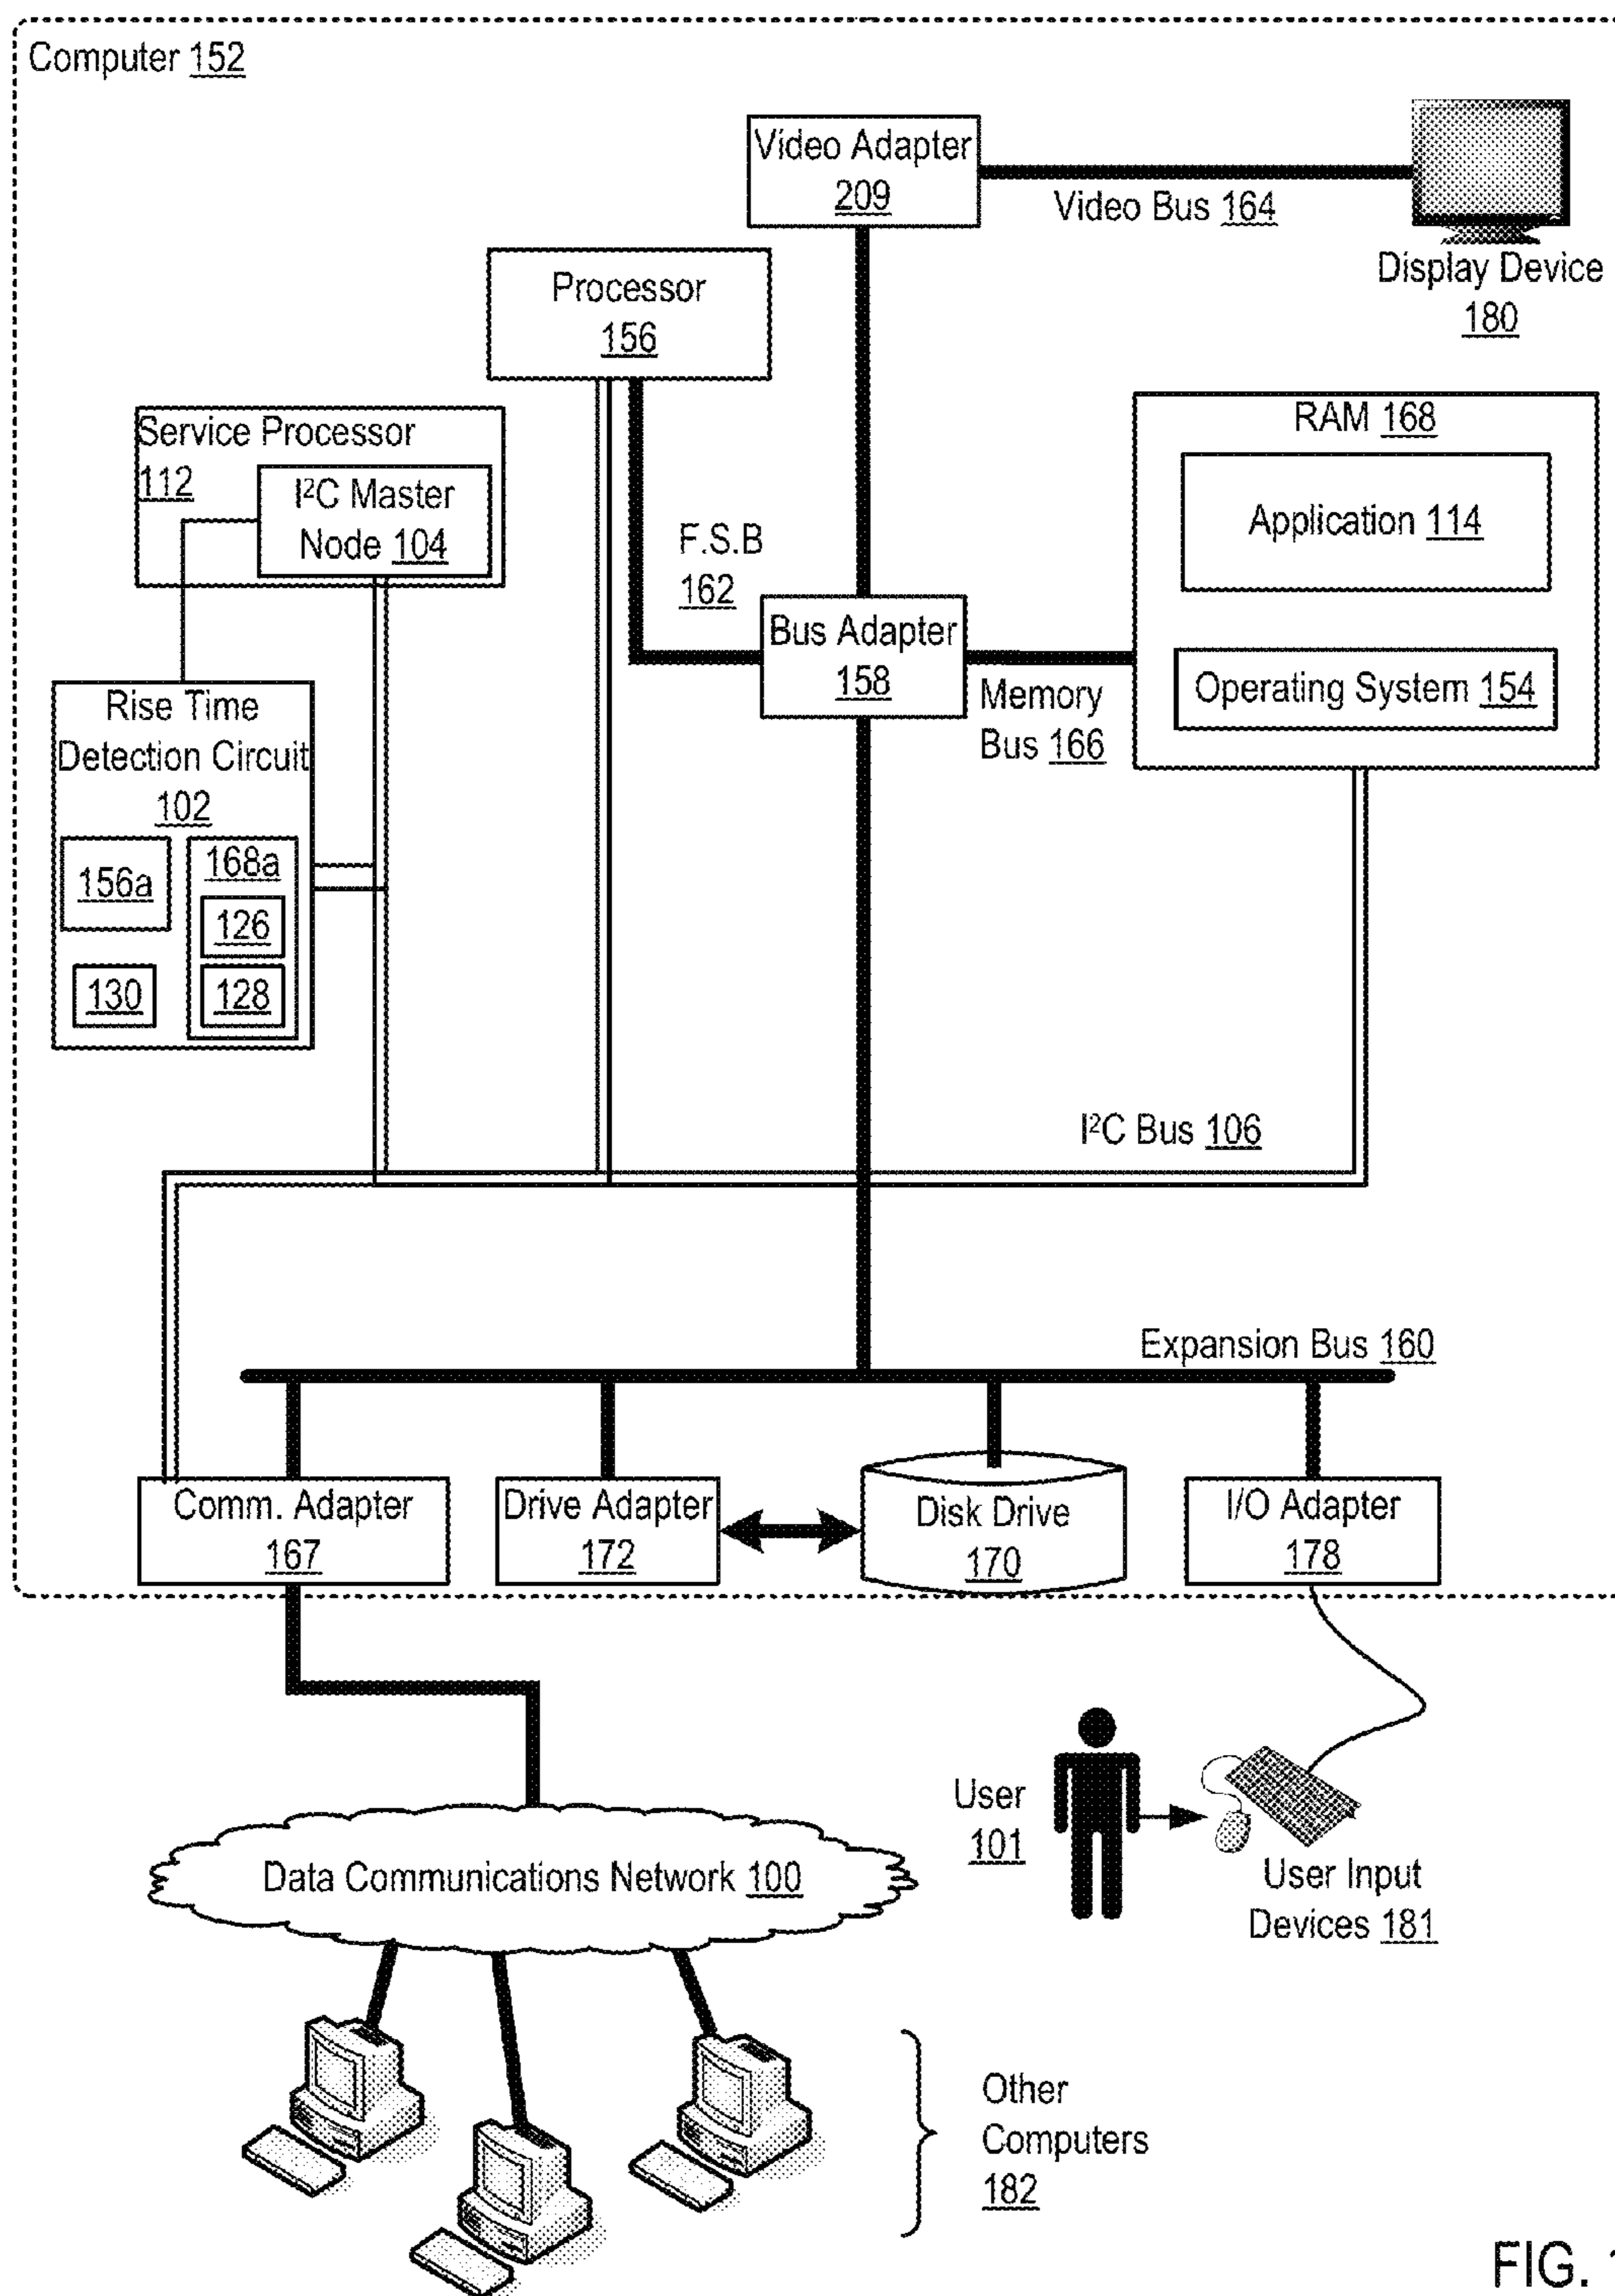 Computer 152
Video Adapter
209
Video Bus 164
Display Device
180
Processor
156
Service Processor
112
I²C Master
Node 104
F.S.B
162
RAM 168
Application 114
Operating System 154
Bus Adapter
158
Memory
Bus 166
Rise Time
Detection Circuit
102
156a
168a
126
130
128
I²C Bus 106
Expansion Bus 160
Comm. Adapter
167
Drive Adapter
172
Disk Drive
170
I/O Adapter
178
User
101
User Input
Devices 181
Data Communications Network 100
Other
Computers
182
FIG.